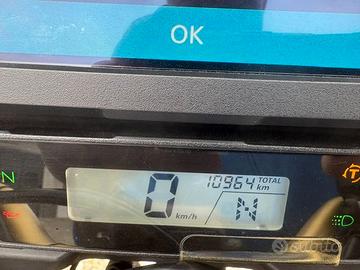 OK
N
10964 TOTAL km
0 km/h
N
T
D
subito